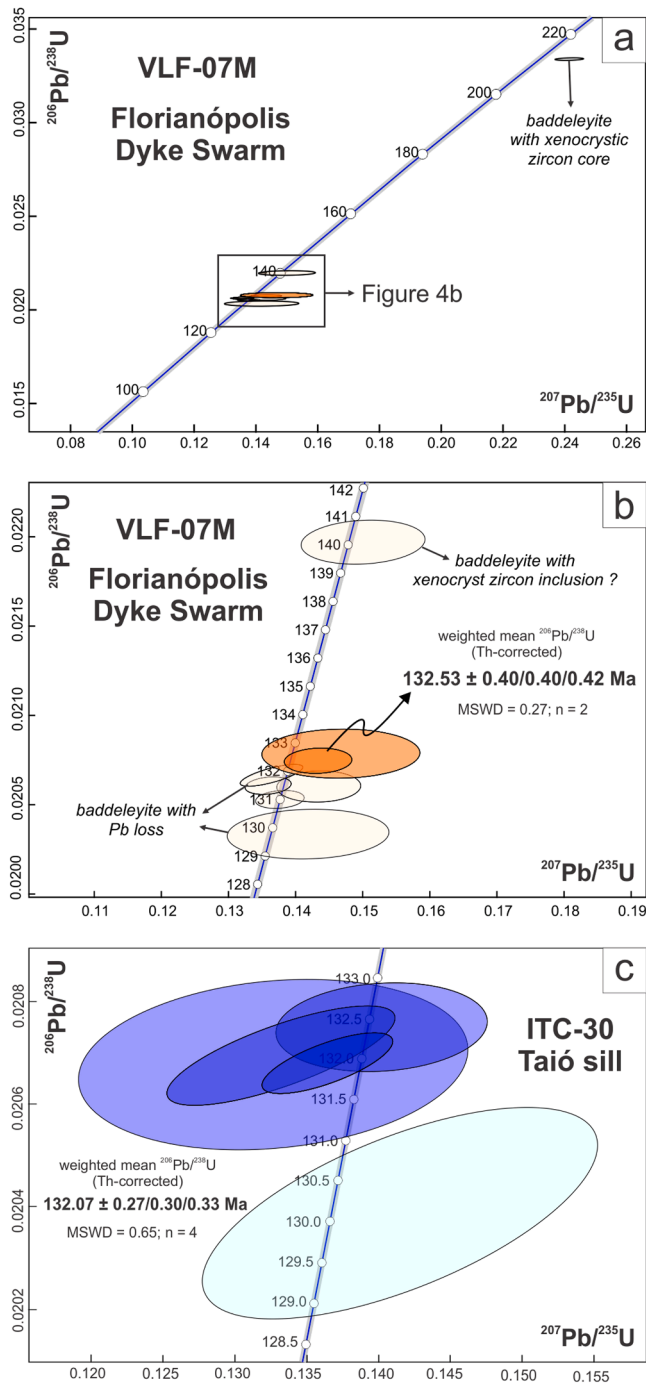 a
VLF-07M
Florianópolis
Dyke Swarm
²⁰⁶Pb/²³⁸U
0.035
0.030
0.025
0.020
0.015
220
200
180
160
140
120
100
baddeleyite
with xenocrystic
zircon core
Figure 4b
²⁰⁷Pb/²³⁵U
0.08 0.10 0.12 0.14 0.16 0.18 0.20 0.22 0.24 0.26
b
VLF-07M
Florianópolis
Dyke Swarm
²⁰⁶Pb/²³⁸U
0.0220
0.0215
0.0210
0.0205
0.0200
142
141
140
139
138
137
136
135
134
133
132
131
130
129
128
baddeleyite with
xenocryst zircon inclusion ?
weighted mean ²⁰⁶Pb/²³⁸U
(Th-corrected)
132.53 ± 0.40/0.40/0.42 Ma
MSWD = 0.27; n = 2
baddeleyite with
Pb loss
²⁰⁷Pb/²³⁵U
0.11 0.12 0.13 0.14 0.15 0.16 0.17 0.18 0.19
c
ITC-30
Taió sill
²⁰⁶Pb/²³⁸U
0.0208
0.0206
0.0204
0.0202
133.0
132.5
132.0
131.5
131.0
130.5
130.0
129.5
129.0
128.5
weighted mean ²⁰⁶Pb/²³⁸U
(Th-corrected)
132.07 ± 0.27/0.30/0.33 Ma
MSWD = 0.65; n = 4
²⁰⁷Pb/²³⁵U
0.120 0.125 0.130 0.135 0.140 0.145 0.150 0.155